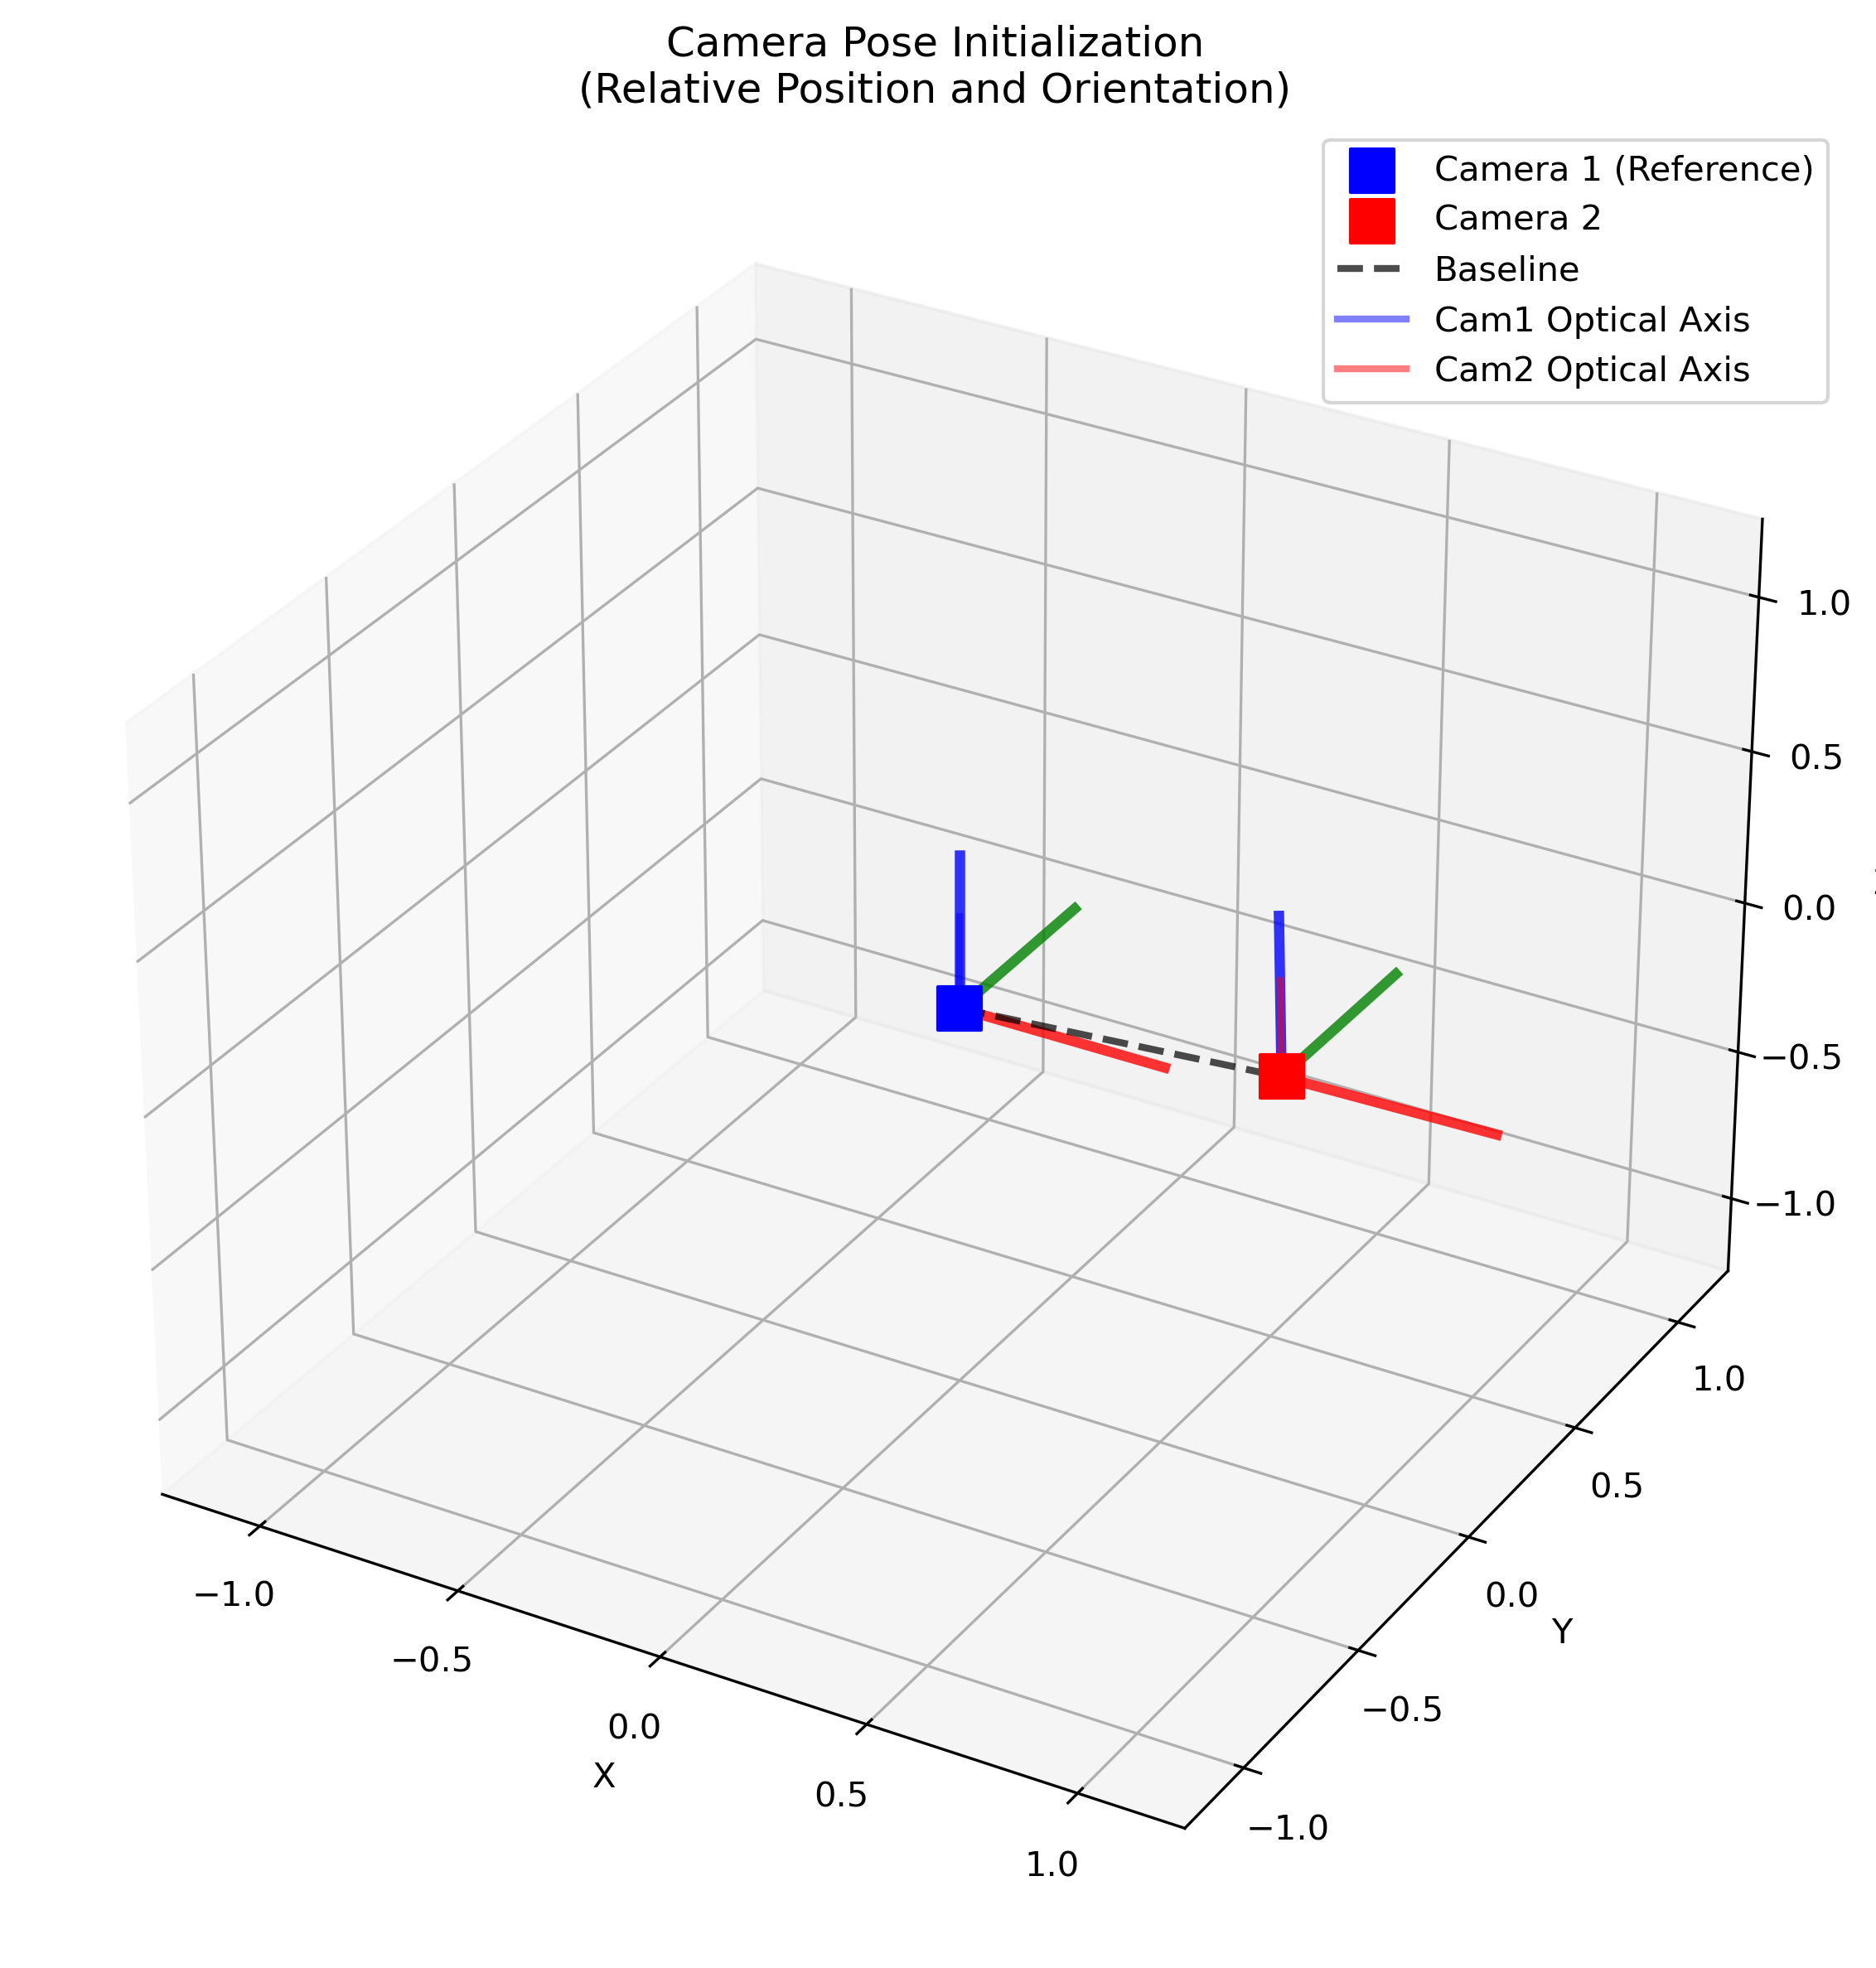 Camera Pose Initialization
(Relative Position and Orientation)
Camera 1 (Reference)
Camera 2
Baseline
Cam1 Optical Axis
Cam2 Optical Axis
1.0
0.5
0.0
−0.5
−1.0
1.0
0.5
0.0
−0.5
−1.0
Y
−1.0
−0.5
0.0
0.5
1.0
X